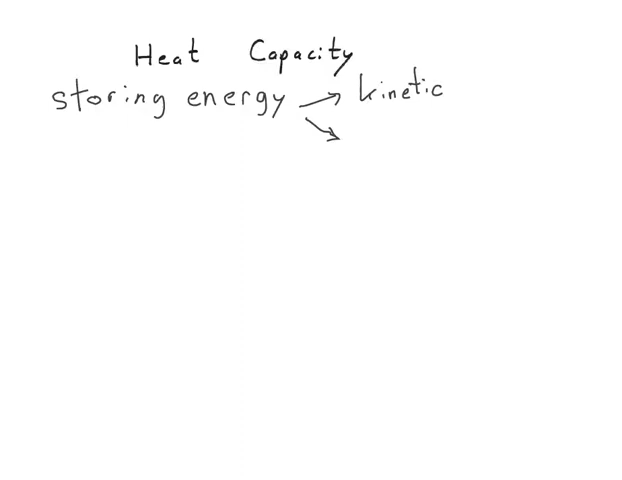 Heat Capacity
storing energy → kinetic
↘